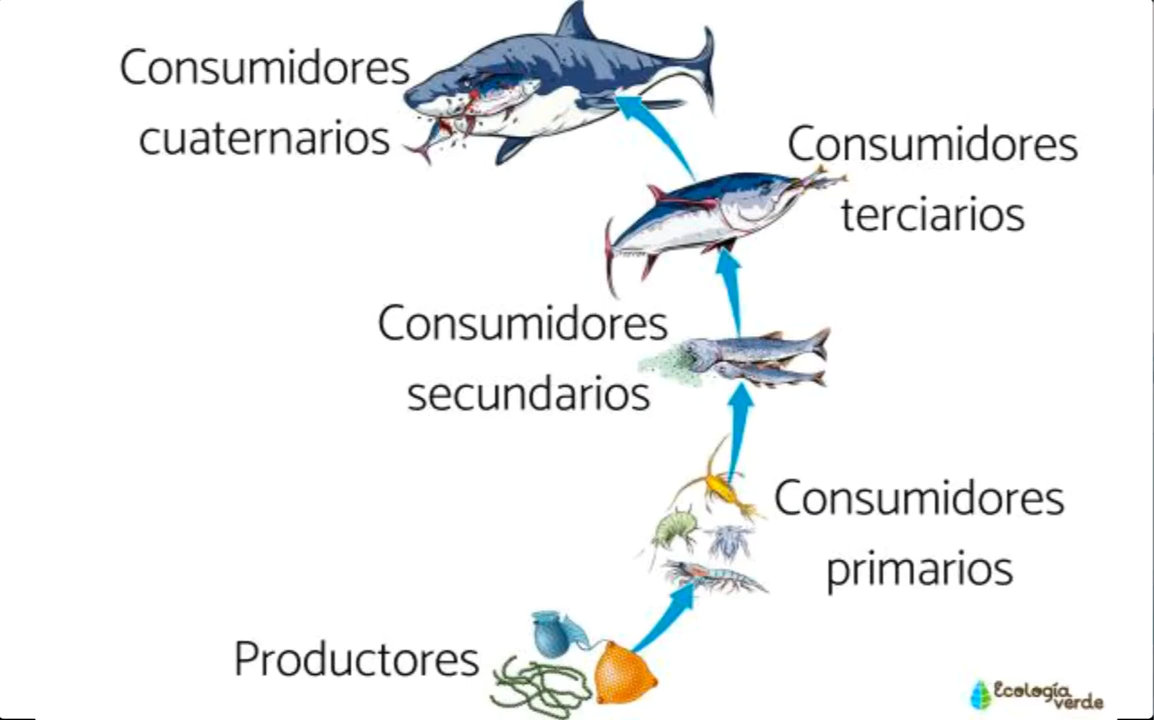 Consumidores
cuaternarios
Consumidores
terciarios
Consumidores
secundarios
Consumidores
primarios
Productores
Ecología
verde